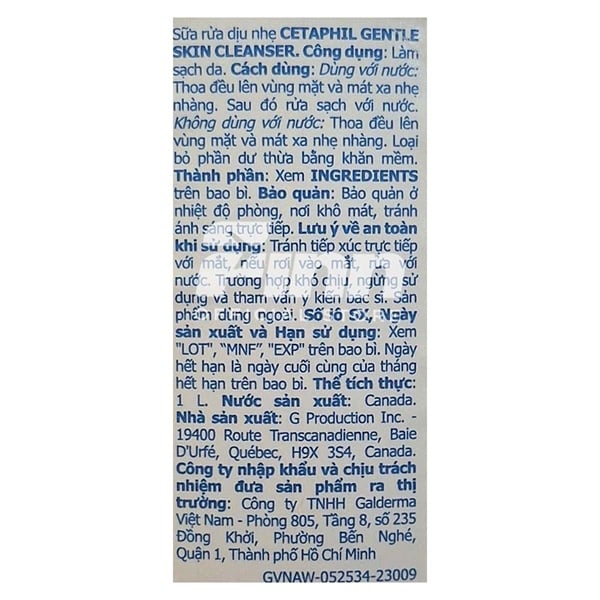 Sữa rửa dịu nhẹ CETAPHIL GENTLE
SKIN CLEANSER. Công dụng: Làm
sạch da. Cách dùng: Dùng với nước:
Thoa đều lên vùng mặt và mát xa nhẹ
nhàng. Sau đó rửa sạch với nước.
Không dùng với nước: Thoa đều lên
vùng mặt và mát xa nhẹ nhàng. Loại
bỏ phần dư thừa bằng khăn mềm.
Thành phần: Xem INGREDIENTS
trên bao bì. Bảo quản: Bảo quản ở
nhiệt độ phòng, nơi khô mát, tránh
ánh sáng trực tiếp. Lưu ý về an toàn
khi sử dụng: Tránh tiếp xúc trực tiếp
với mắt, nếu rơi vào mắt, rửa với
nước. Trường hợp khó chịu, ngừng sử
dụng và tham vấn ý kiến bác sĩ. Sản
phẩm dùng ngoài. Số lô SX, Ngày
sản xuất và Hạn sử dụng: Xem
"LOT", "MNF", "EXP" trên bao bì. Ngày
hết hạn là ngày cuối cùng của tháng
hết hạn trên bao bì. Thể tích thực:
1 L. Nước sản xuất: Canada.
Nhà sản xuất: G Production Inc. -
19400 Route Transcanadienne, Baie
D'Urfé, Québec, H9X 3S4, Canada.
Công ty nhập khẩu và chịu trách
nhiệm đưa sản phẩm ra thị
trường: Công ty TNHH Galderma
Việt Nam - Phòng 805, Tầng 8, số 235
Đồng Khởi, Phường Bến Nghé,
Quận 1, Thành phố Hồ Chí Minh
GVNAW-052534-23009